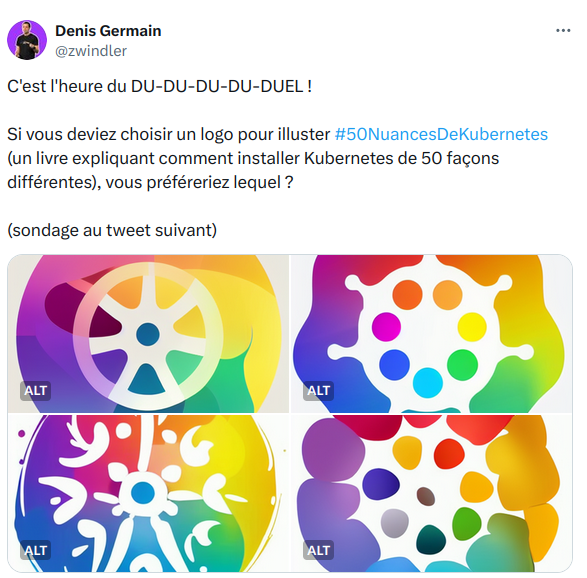 Denis Germain
@zwindler
C'est l'heure du DU-DU-DU-DU-DUEL !
Si vous deviez choisir un logo pour illuster #50NuancesDeKubernetes
(un livre expliquant comment installer Kubernetes de 50 façons
différentes), vous préféreriez lequel ?
(sondage au tweet suivant)
ALT
ALT
ALT
ALT